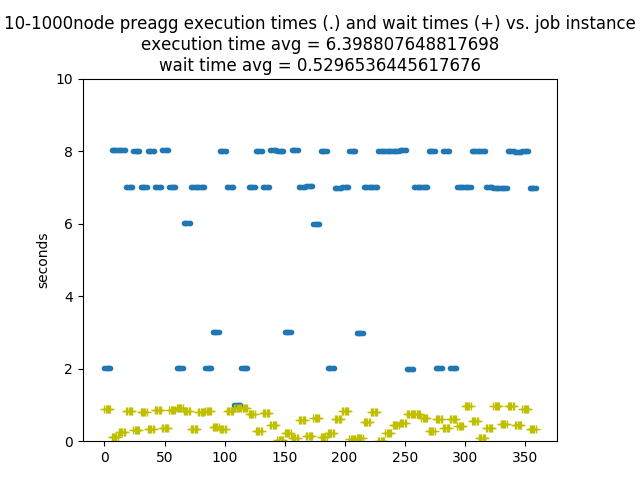 10-1000node preagg execution times (.) and wait times (+) vs. job instance
execution time avg = 6.398807648817698
wait time avg = 0.5296536445617676
10
8
6
4
2
0
seconds
0 50 100 150 200 250 300 350